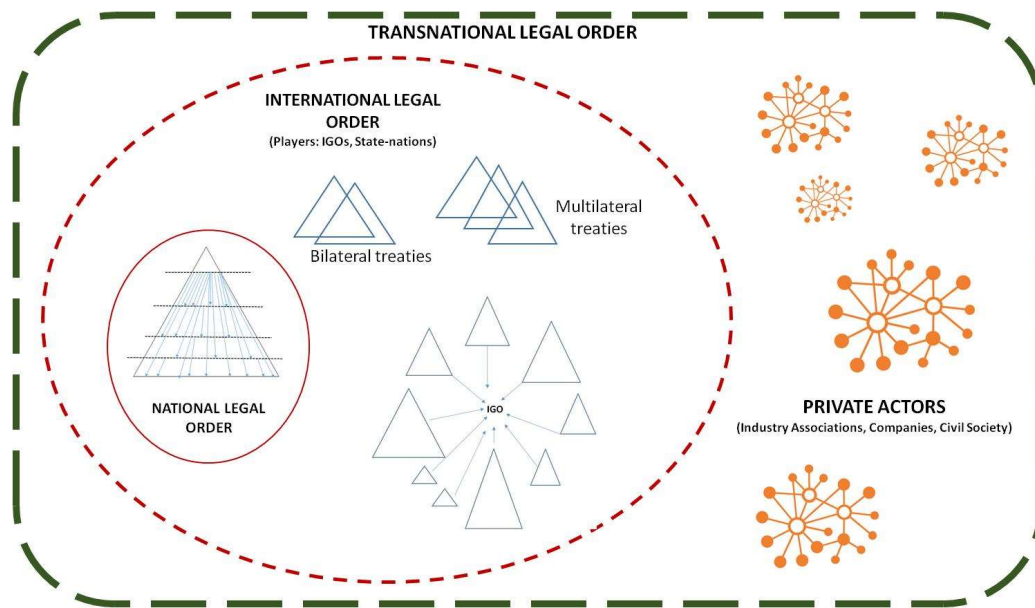 TRANSNATIONAL LEGAL ORDER
INTERNATIONAL LEGAL
ORDER
(Players: IGOs, State-nations)
Multilateral
treaties
Bilateral treaties
NATIONAL LEGAL
ORDER
IGO
PRIVATE ACTORS
(Industry Associations, Companies, Civil Society)